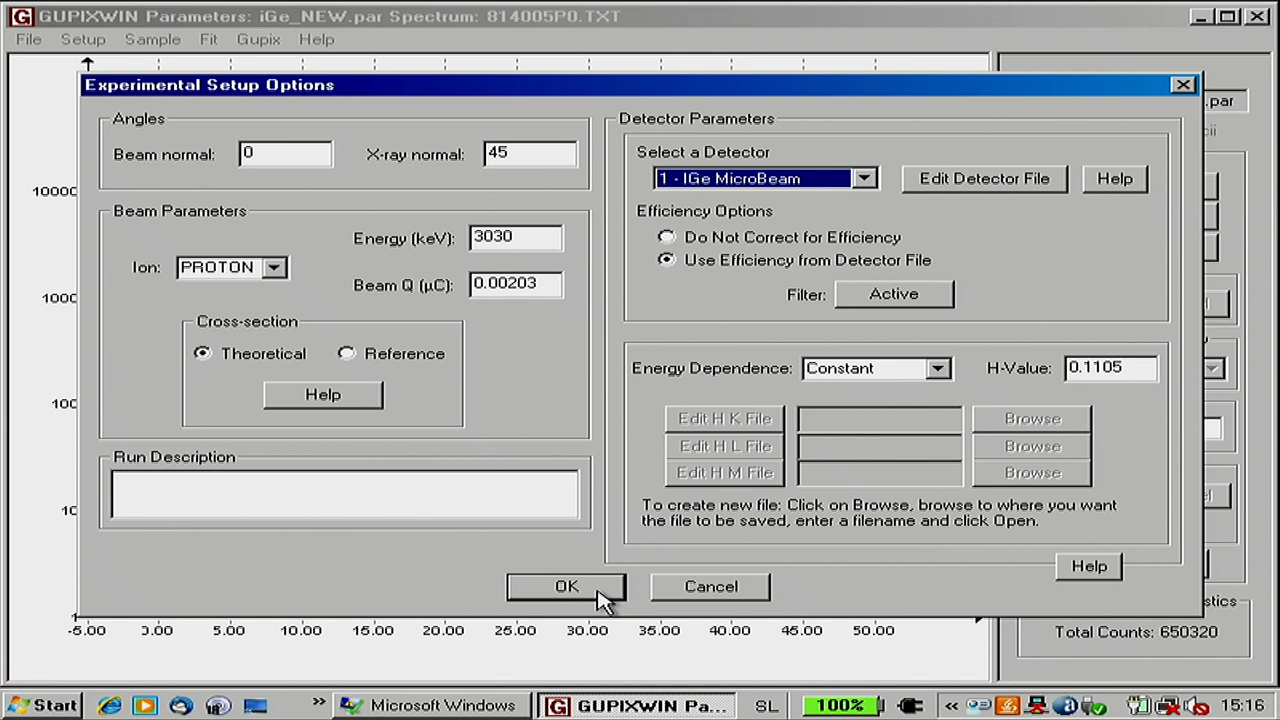 GUPIXWIN Parameters: iGe_NEW.par Spectrum: 814005P0.TXT
File Setup Sample Fit Gupix Help
Experimental Setup Options
Angles
Beam normal: 0 X-ray normal: 45
Beam Parameters
Energy (keV): 3030
Ion: PROTON
Beam Q (µC): 0.00203
Cross-section
Theoretical Reference
Help
Run Description
Detector Parameters
Select a Detector
1 - IGe MicroBeam Edit Detector File Help
Efficiency Options
Do Not Correct for Efficiency
Use Efficiency from Detector File
Filter: Active
Energy Dependence: Constant H-Value: 0.1105
Edit H K File Browse
Edit H L File Browse
Edit H M File Browse
To create new file: Click on Browse, browse to where you want
the file to be saved, enter a filename and click Open.
Help
OK Cancel
.par
-5.00 5.00 10.00 15.00 20.00 25.00 30.00 35.00 40.00 45.00 50.00
Total Counts: 650320
Start Microsoft Windows GUPIXWIN Pa... SL 100% 15:16